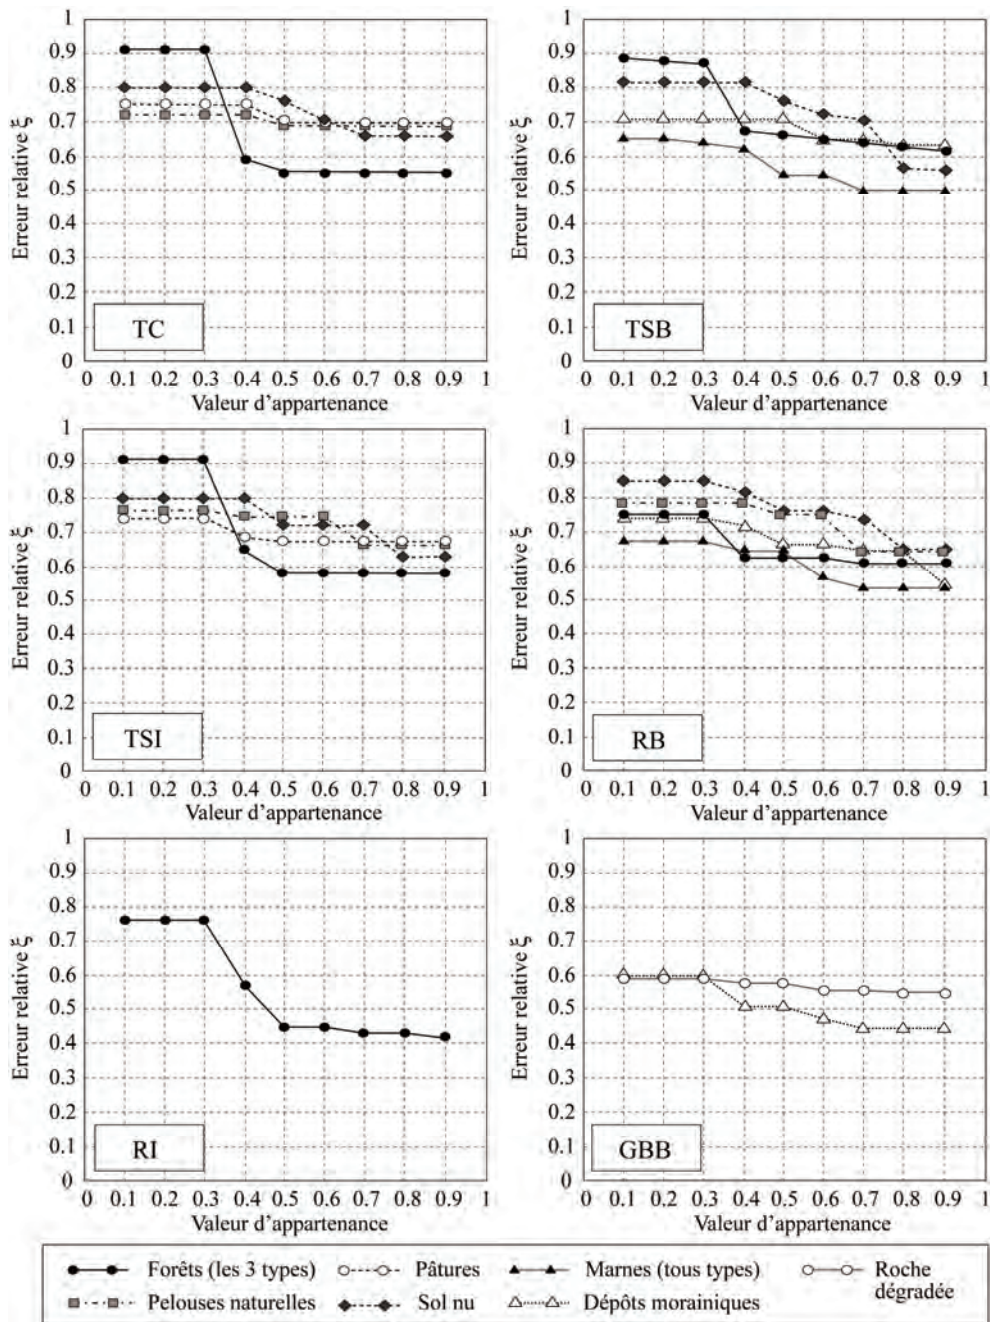 1
0.9
0.8
0.7
0.6
0.5
0.4
0.3
0.2
0.1
0
Erreur relative ξ
TC
0 0.1 0.2 0.3 0.4 0.5 0.6 0.7 0.8 0.9 1
Valeur d’appartenance
1
0.9
0.8
0.7
0.6
0.5
0.4
0.3
0.2
0.1
0
Erreur relative ξ
TSB
0 0.1 0.2 0.3 0.4 0.5 0.6 0.7 0.8 0.9 1
Valeur d’appartenance
1
0.9
0.8
0.7
0.6
0.5
0.4
0.3
0.2
0.1
0
Erreur relative ξ
TSI
0 0.1 0.2 0.3 0.4 0.5 0.6 0.7 0.8 0.9 1
Valeur d’appartenance
1
0.9
0.8
0.7
0.6
0.5
0.4
0.3
0.2
0.1
0
Erreur relative ξ
RB
0 0.1 0.2 0.3 0.4 0.5 0.6 0.7 0.8 0.9 1
Valeur d’appartenance
1
0.9
0.8
0.7
0.6
0.5
0.4
0.3
0.2
0.1
0
Erreur relative ξ
RI
0 0.1 0.2 0.3 0.4 0.5 0.6 0.7 0.8 0.9 1
Valeur d’appartenance
1
0.9
0.8
0.7
0.6
0.5
0.4
0.3
0.2
0.1
0
Erreur relative ξ
GBB
0 0.1 0.2 0.3 0.4 0.5 0.6 0.7 0.8 0.9 1
Valeur d’appartenance
Forêts (les 3 types)
Pâtures
Marnes (tous types)
Roche
dégradée
Pelouses naturelles
Sol nu
Dépôts morainiques